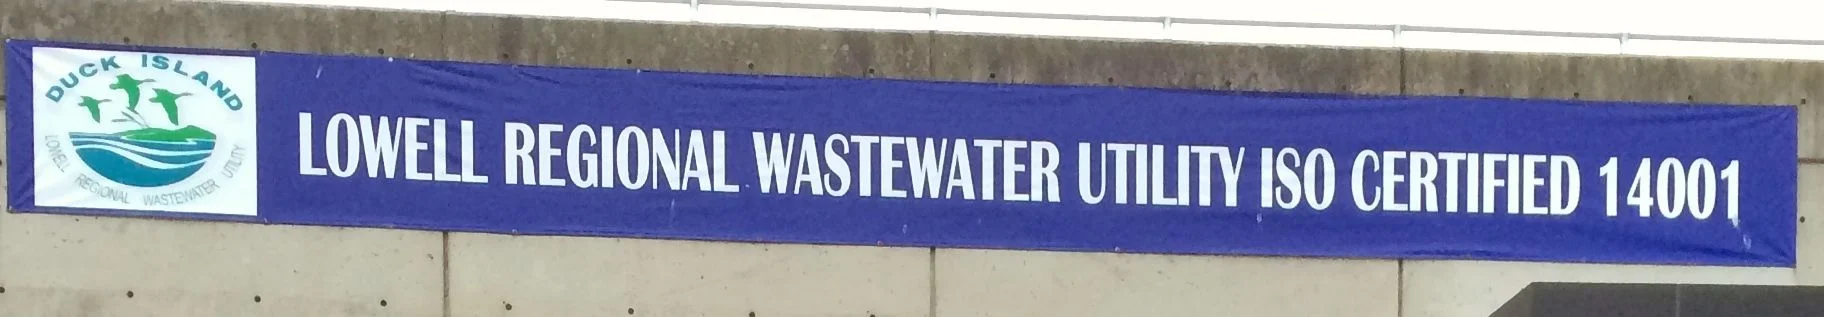 DUCK ISLAND
LOWELL REGIONAL WASTEWATER UTILITY
LOWELL REGIONAL WASTEWATER UTILITY ISO CERTIFIED 14001